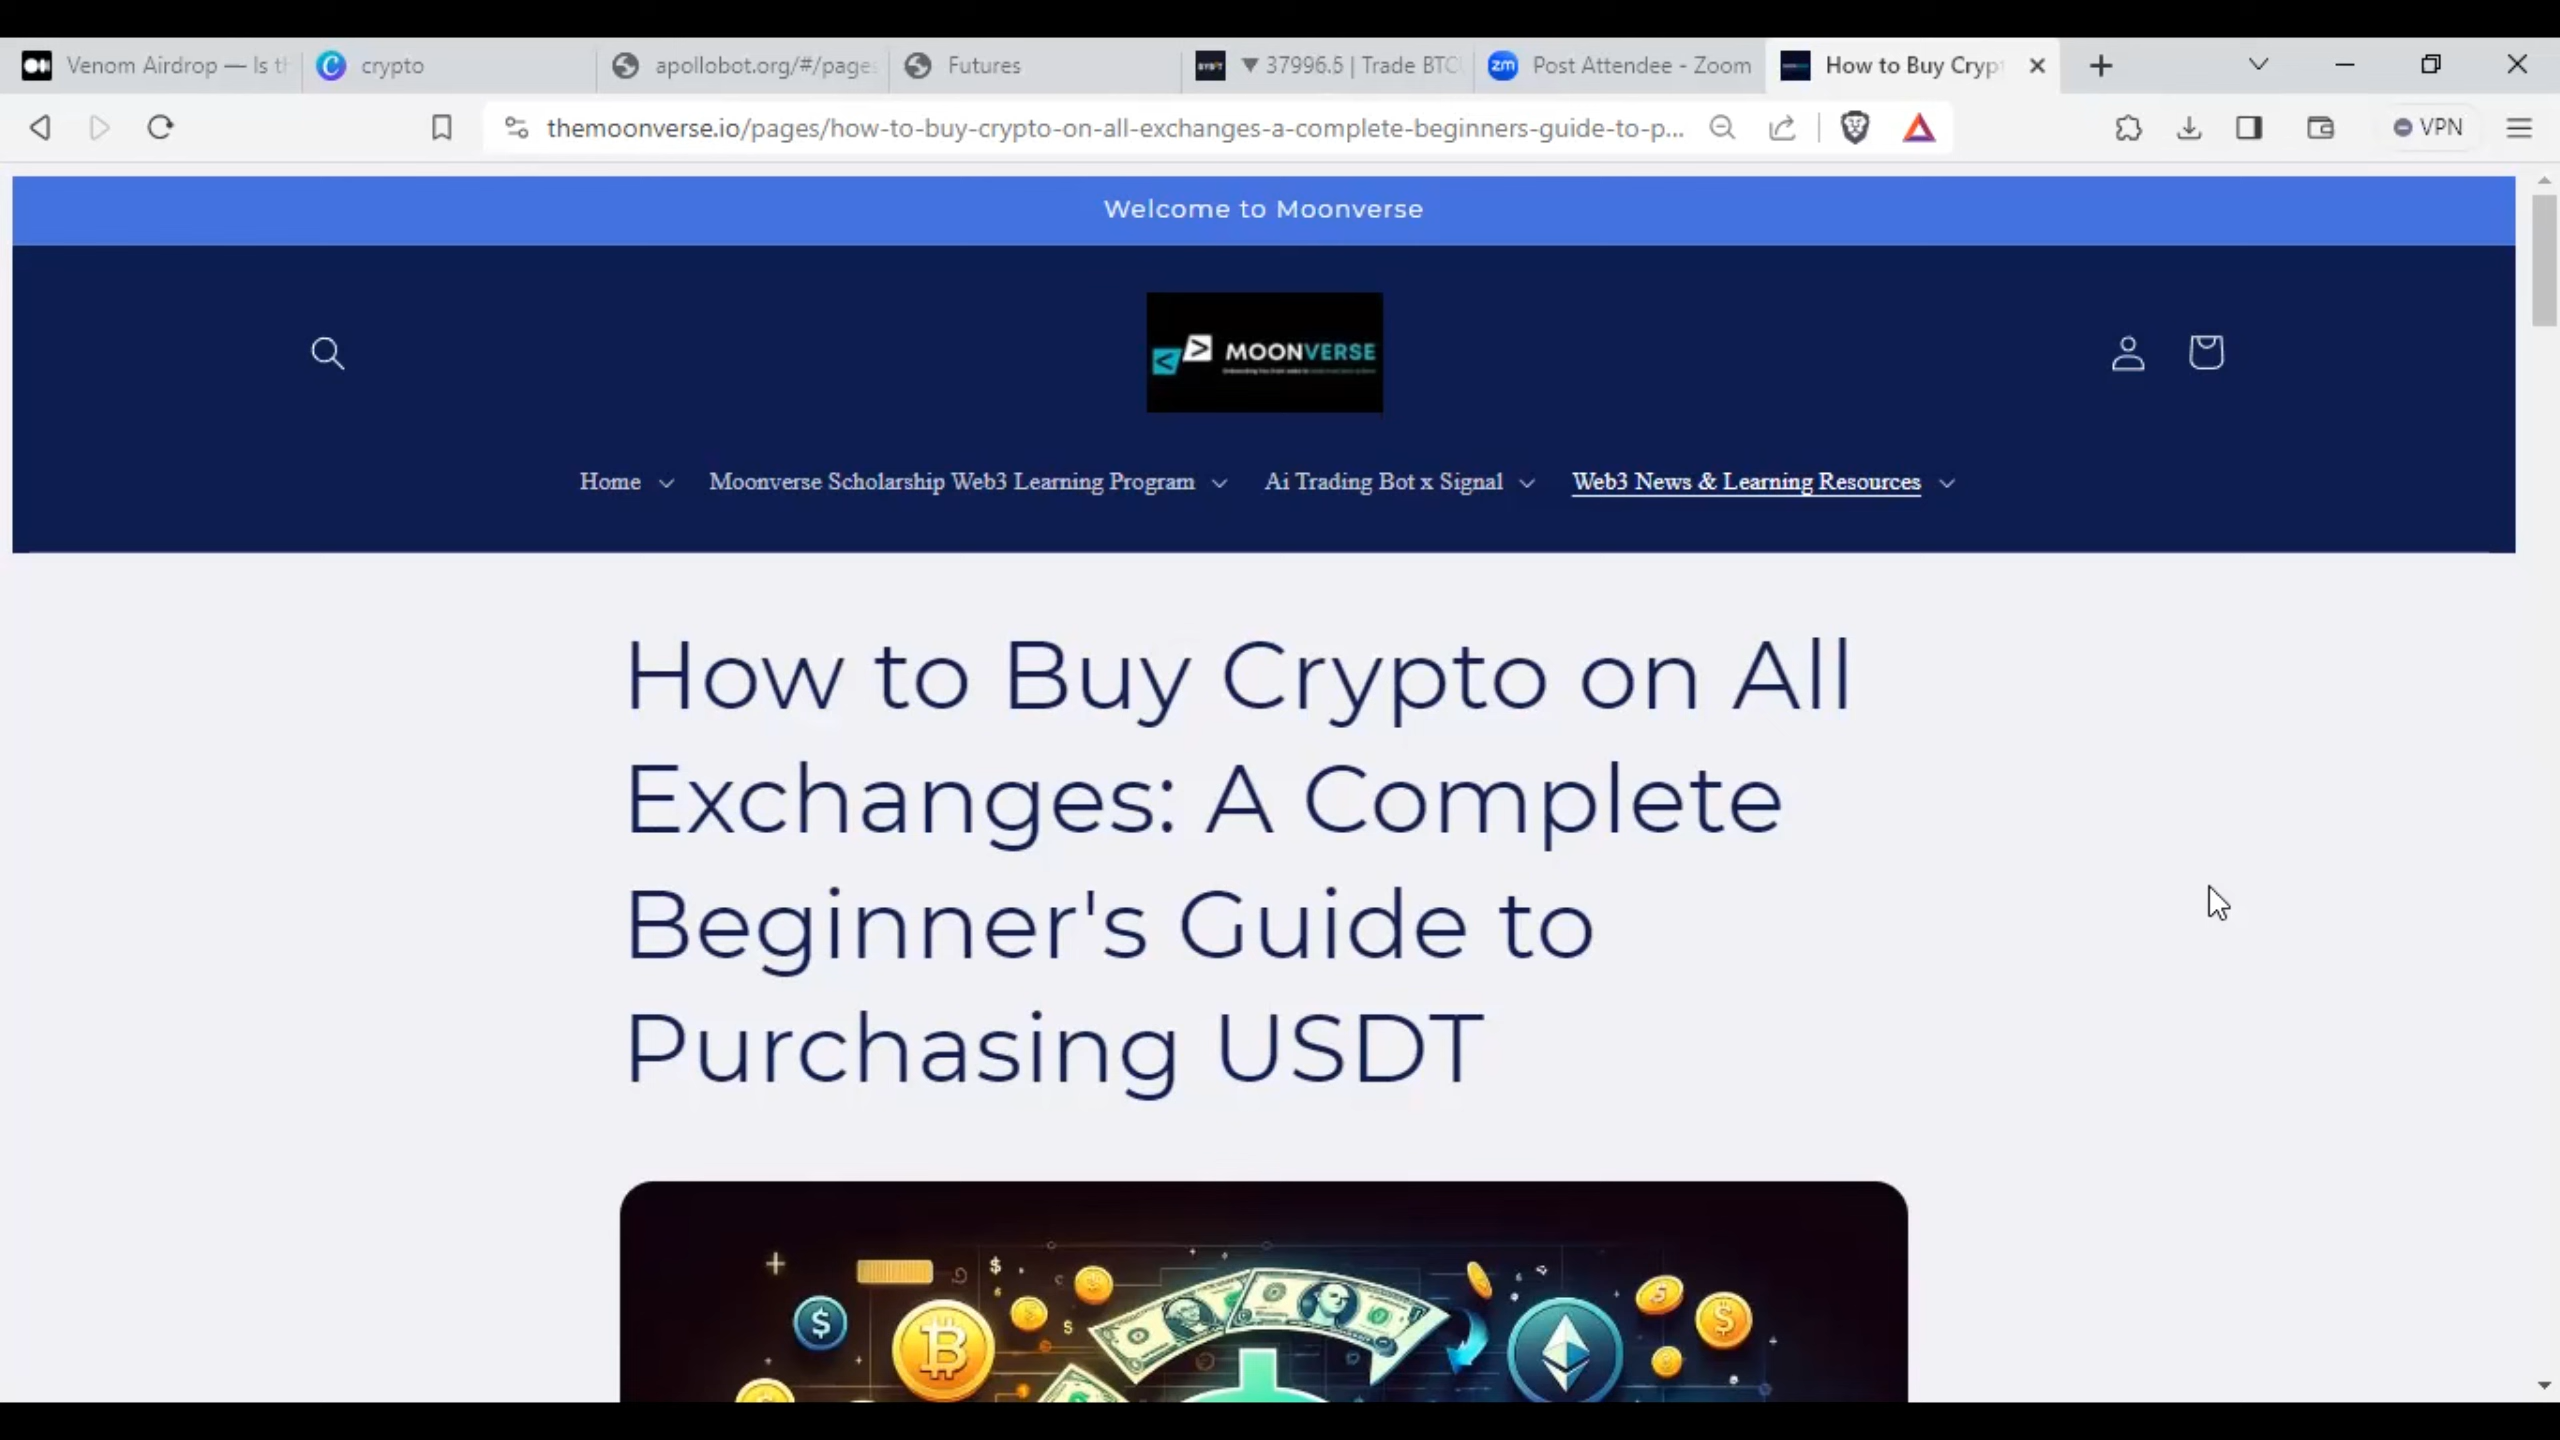 Venom Airdrop — Is th
crypto
apollobot.org/#/page
Futures
▼ 37996.5 | Trade BTC
zm
Post Attendee - Zoom
How to Buy Cryp
themoonverse.io/pages/how-to-buy-crypto-on-all-exchanges-a-complete-beginners-guide-to-p...
VPN
Welcome to Moonverse
MOONVERSE
Home
Moonverse Scholarship Web3 Learning Program
Ai Trading Bot x Signal
Web3 News & Learning Resources
How to Buy Crypto on All
Exchanges: A Complete
Beginner's Guide to
Purchasing USDT